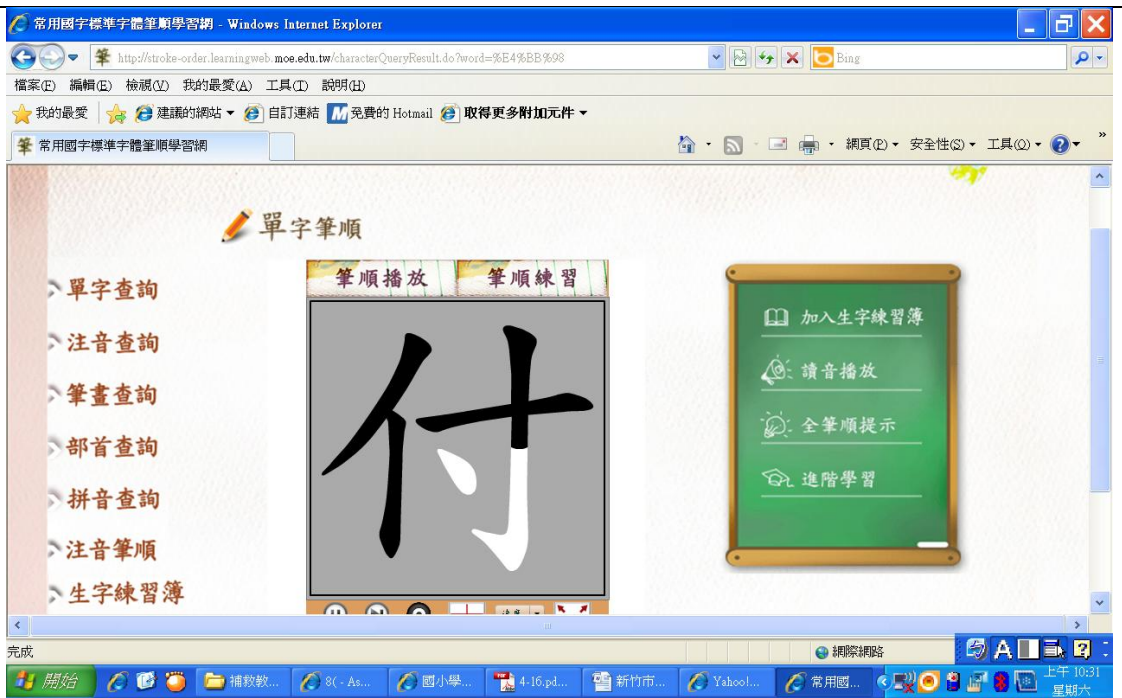 常用國字標準字體筆順學習網 - Windows Internet Explorer
http://stroke-order.learningweb.moe.edu.tw/characterQueryResult.do?word=%E4%BB%98
Bing
檔案(F) 編輯(E) 檢視(V) 我的最愛(A) 工具(T) 說明(H)
我的最愛 建議的網站 自訂連結 免費的 Hotmail 取得更多附加元件
常用國字標準字體筆順學習網
網頁(P) 安全性(S) 工具(O)
單字筆順
單字查詢
注音查詢
筆畫查詢
部首查詢
拼音查詢
注音筆順
生字練習簿
筆順播放 筆順練習
付
加入生字練習簿
讀音播放
全筆順提示
進階學習
完成
網際網路
開始
補救教...
8( - As...
國小學...
4-16.pd...
新竹市...
Yahoo!...
常用國...
上午 10:31
星期六